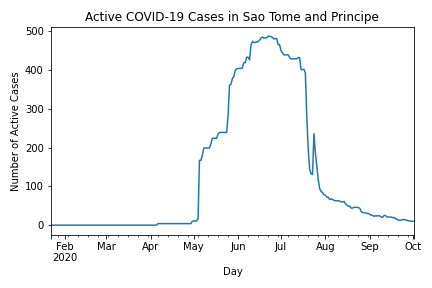 Active COVID-19 Cases in Sao Tome and Principe
Number of Active Cases
500
400
300
200
100
0
Feb Mar Apr May Jun Jul Aug Sep Oct
2020
Day